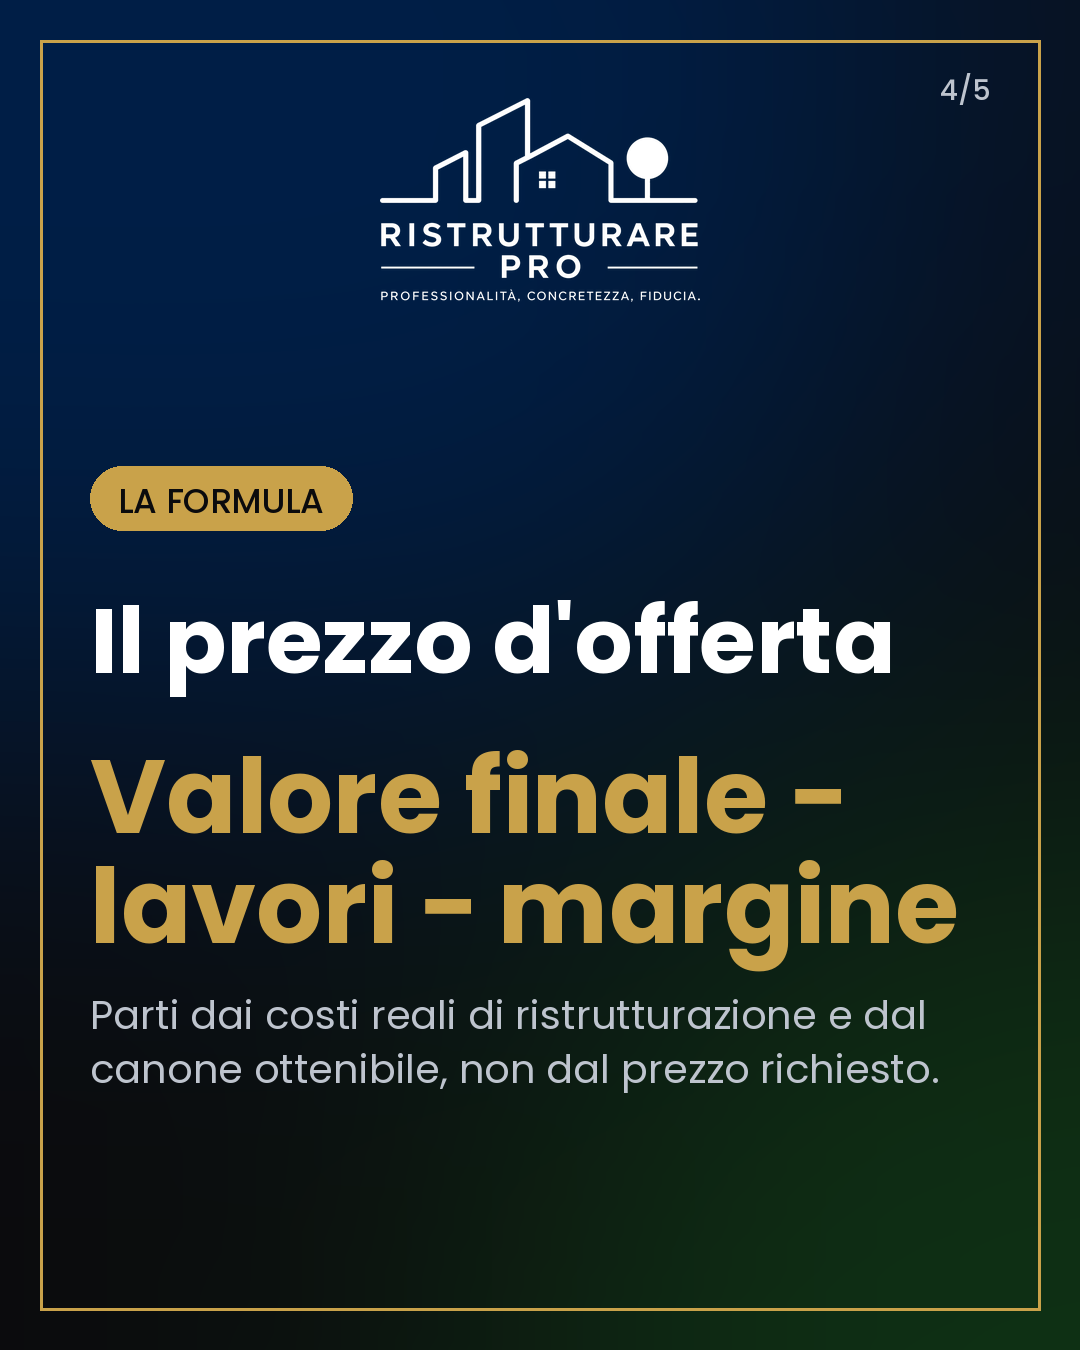 4/5
RISTRUTTURARE
PRO
PROFESSIONALITÀ, CONCRETEZZA, FIDUCIA.
LA FORMULA
Il prezzo d'offerta
Valore finale -
lavori - margine
Parti dai costi reali di ristrutturazione e dal
canone ottenibile, non dal prezzo richiesto.